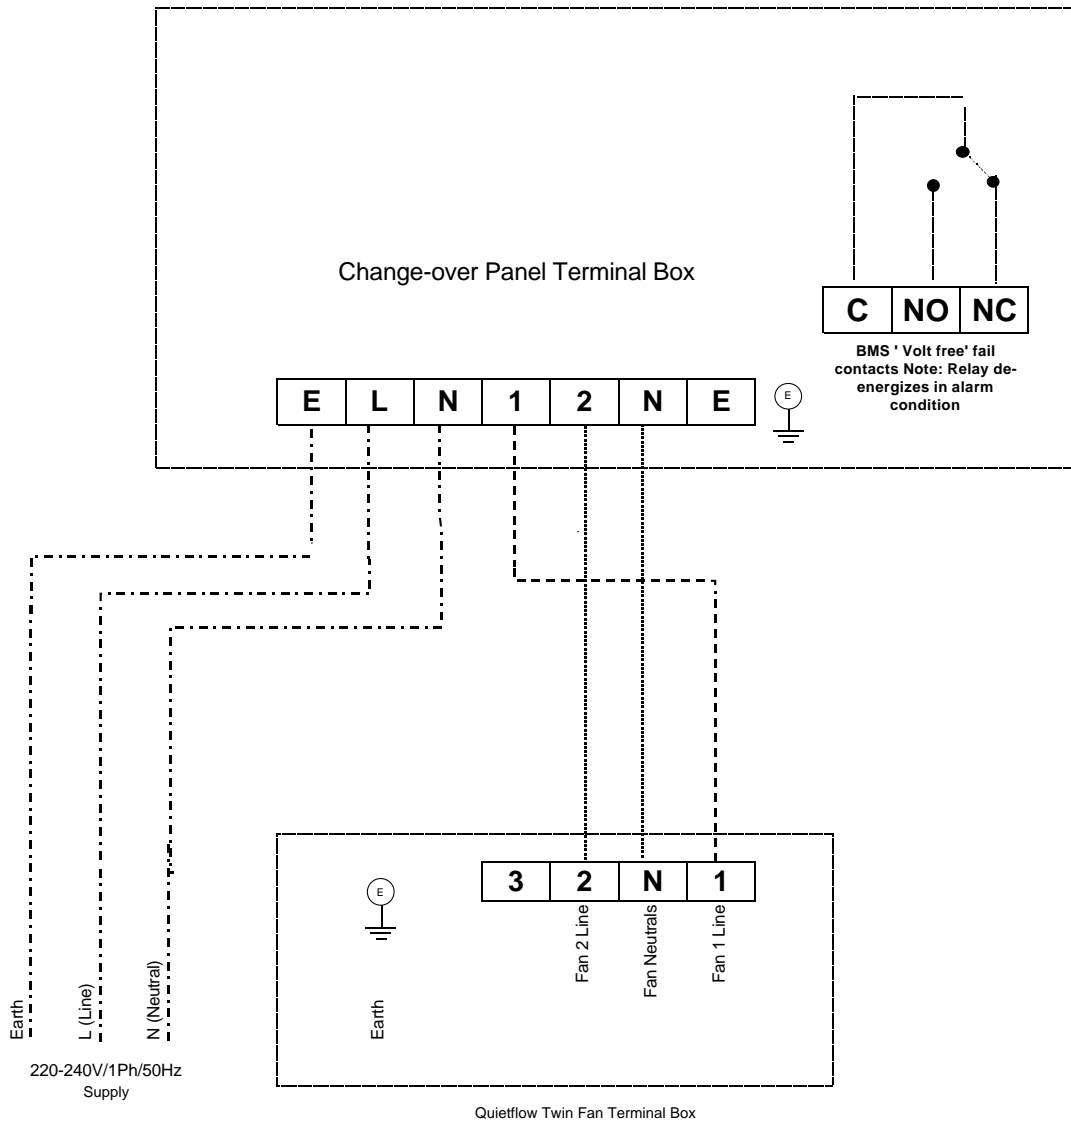 Change-over Panel Terminal Box
C NO NC
BMS ' Volt free' fail
contacts Note: Relay de-
energizes in alarm
condition
E L N 1 2 N E
E
3 2 N 1
E
Fan 2 Line
Fan Neutrals
Fan 1 Line
Earth
L (Line)
N (Neutral)
Earth
220-240V/1Ph/50Hz
Supply
Quietflow Twin Fan Terminal Box